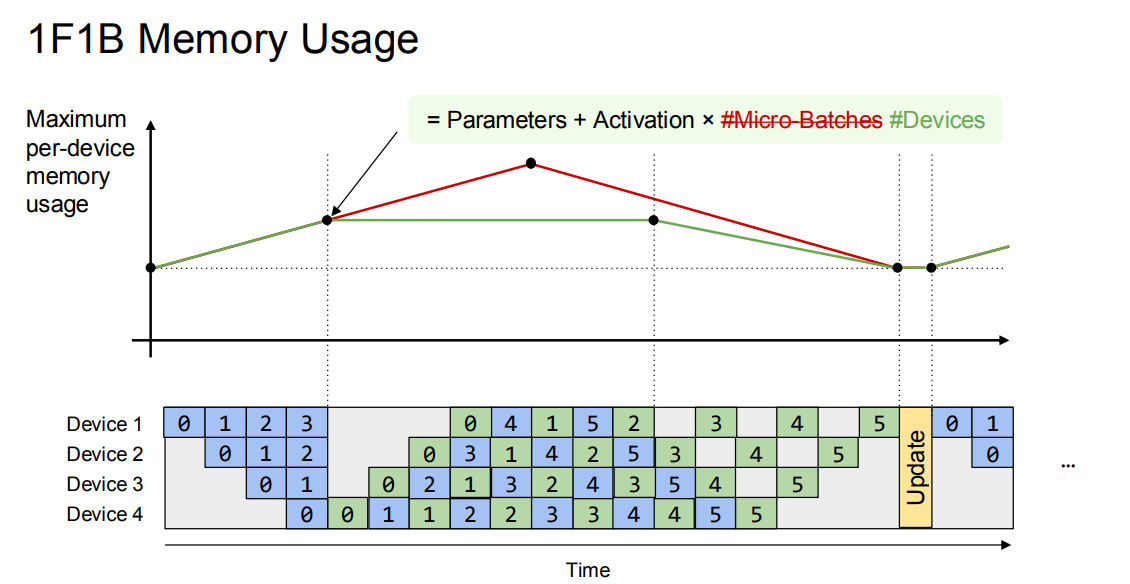 1F1B Memory Usage
Maximum
per-device
memory
usage
= Parameters + Activation × #Micro-Batches #Devices
Device 1 0 1 2 3 0 4 1 5 2 3 4 5 0 1
Device 2 0 1 2 0 3 1 4 2 5 3 4 5 0
Device 3 0 1 0 2 1 3 2 4 3 5 4 5
Device 4 0 0 1 1 2 2 3 3 4 4 5 5
Update
...
Time